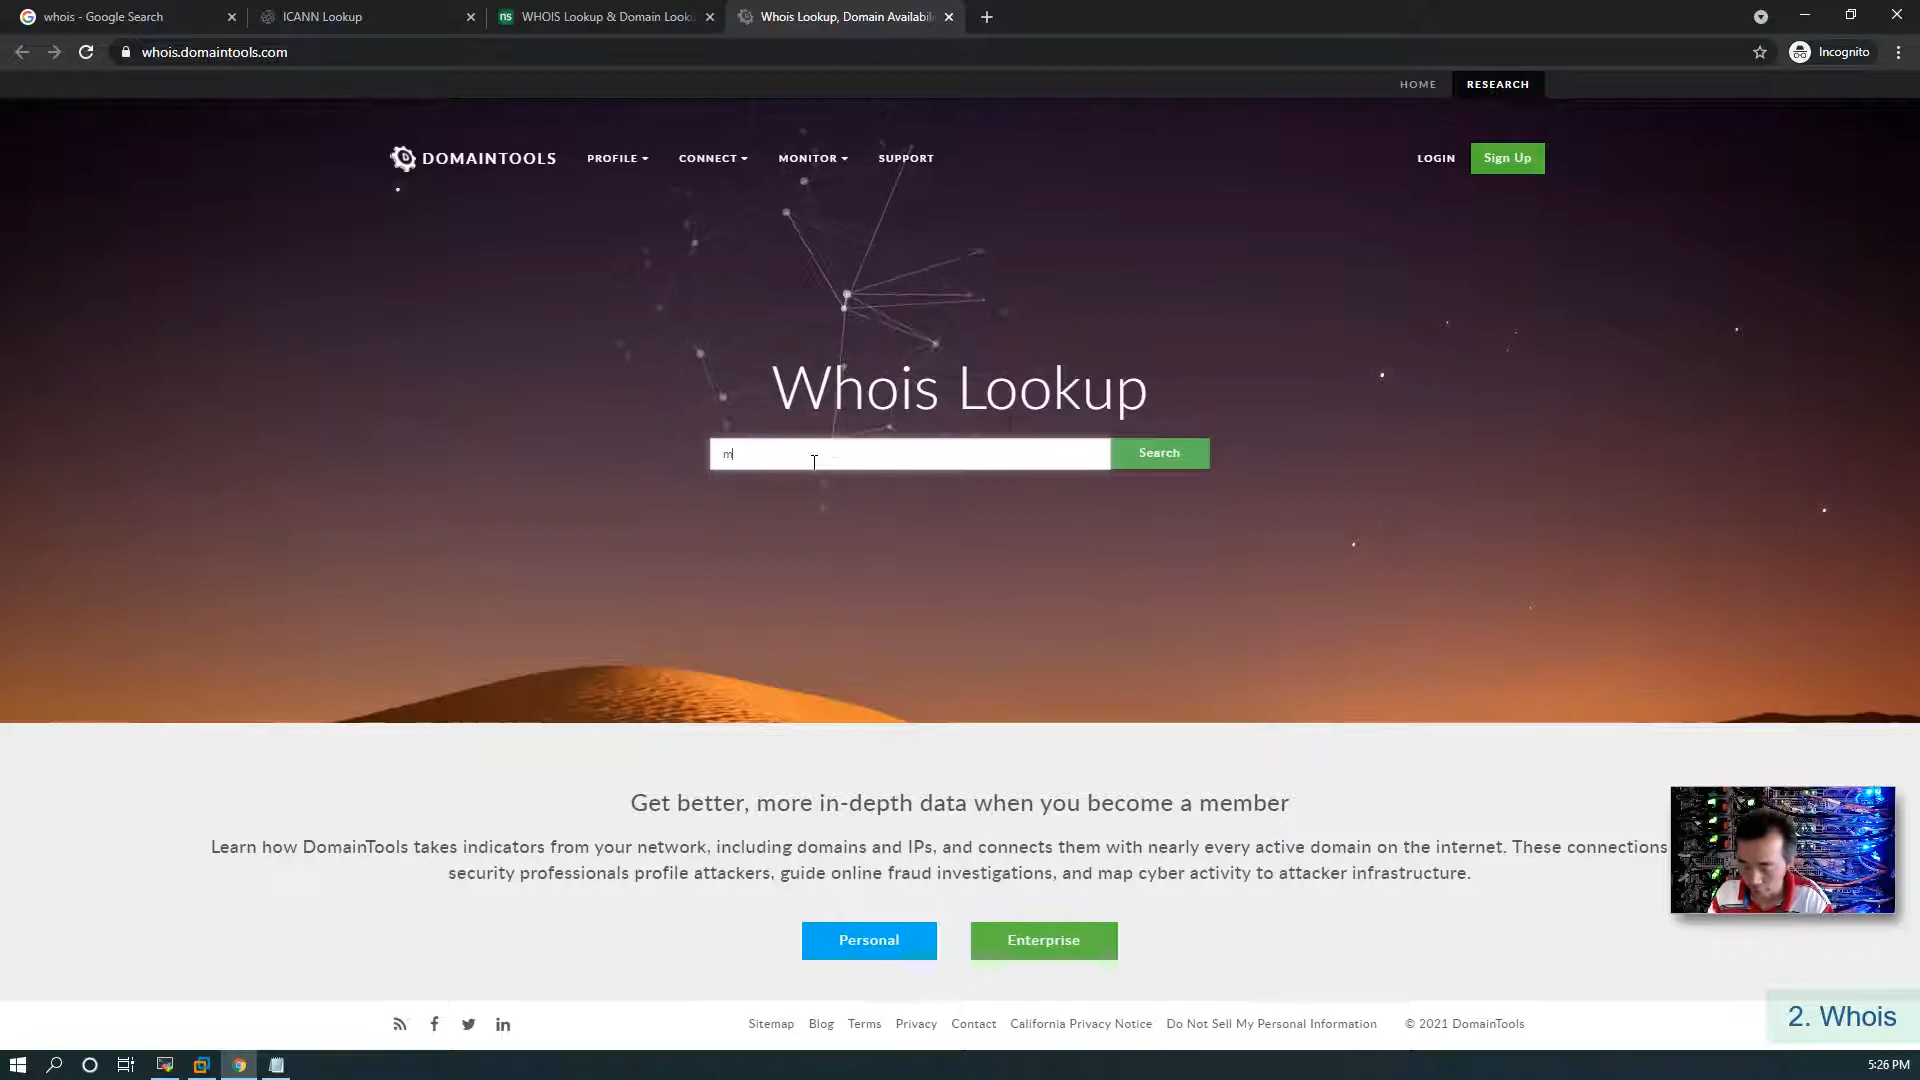 whois - Google Search
ICANN Lookup
ns
WHOIS Lookup & Domain Looku
Whois Lookup, Domain Availabil
whois.domaintools.com
Incognito
HOME
RESEARCH
DOMAINTOOLS
PROFILE
CONNECT
MONITOR
SUPPORT
LOGIN
Sign Up
Whois Lookup
m
Search
Get better, more in-depth data when you become a member
Learn how DomainTools takes indicators from your network, including domains and IPs, and connects them with nearly every active domain on the internet. These connections
security professionals profile attackers, guide online fraud investigations, and map cyber activity to attacker infrastructure.
Personal
Enterprise
2. Whois
Sitemap Blog Terms Privacy Contact California Privacy Notice Do Not Sell My Personal Information © 2021 DomainTools
5:26 PM